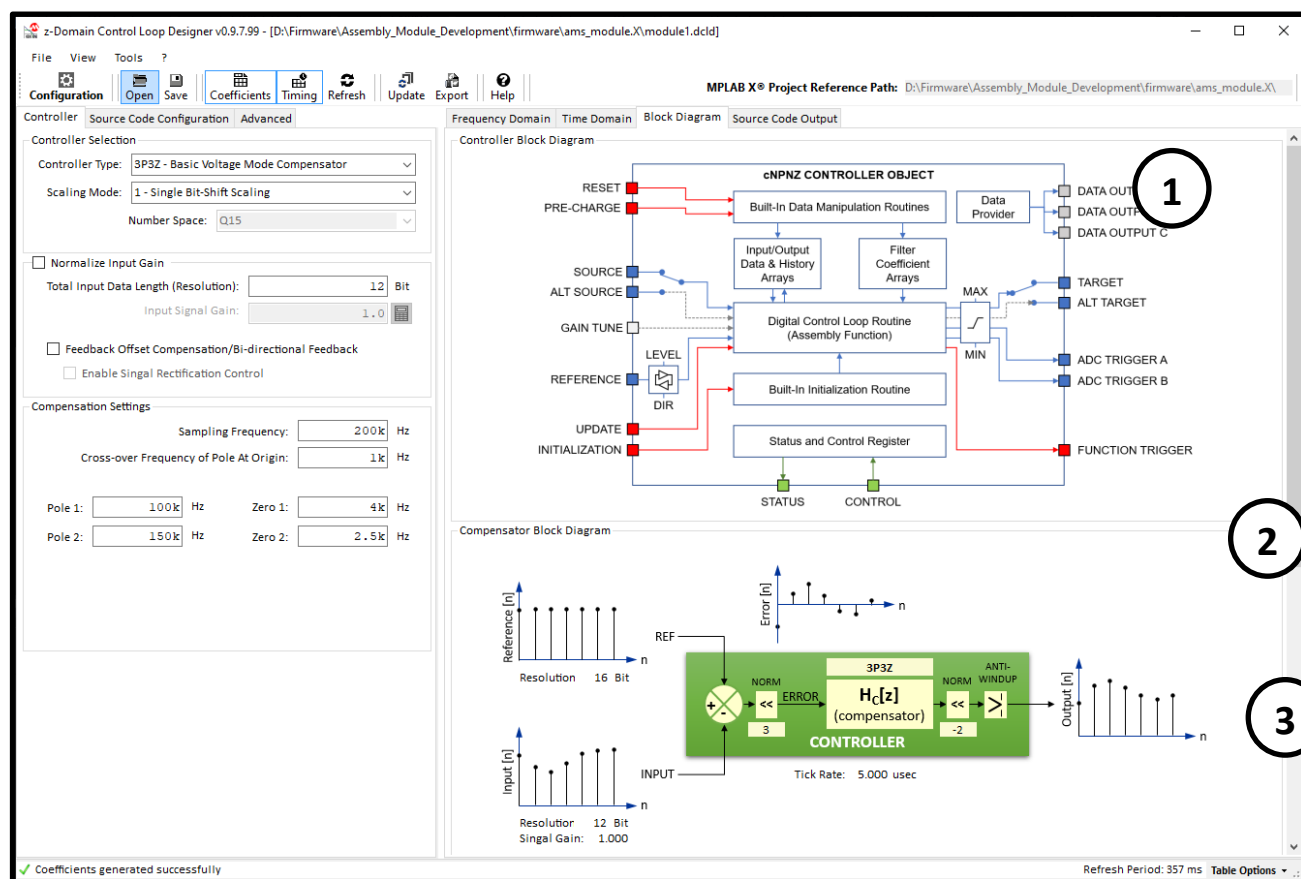 z-Domain Control Loop Designer v0.9.7.99 - [D:\Firmware\Assembly_Module_Development\firmware\ams_module.X\module1.dcld]
File View Tools ?
Configuration Open Save Coefficients Timing Refresh Update Export Help
MPLAB X® Project Reference Path: D:\Firmware\Assembly_Module_Development\firmware\ams_module.X\
Controller Source Code Configuration Advanced
Controller Selection
Controller Type: 3P3Z - Basic Voltage Mode Compensator
Scaling Mode: 1 - Single Bit-Shift Scaling
Number Space: Q15
Normalize Input Gain
Total Input Data Length (Resolution): 12 Bit
Input Signal Gain: 1.0
Feedback Offset Compensation/Bi-directional Feedback
Enable Singal Rectification Control
Compensation Settings
Sampling Frequency: 200k Hz
Cross-over Frequency of Pole At Origin: 1k Hz
Pole 1: 100k Hz Zero 1: 4k Hz
Pole 2: 150k Hz Zero 2: 2.5k Hz
Frequency Domain Time Domain Block Diagram Source Code Output
Controller Block Diagram
cNPNZ CONTROLLER OBJECT
RESET
PRE-CHARGE
SOURCE
ALT SOURCE
GAIN TUNE
REFERENCE
LEVEL
DIR
UPDATE
INITIALIZATION
Built-In Data Manipulation Routines
Data
Provider
Input/Output
Data & History
Arrays
Filter
Coefficient
Arrays
Digital Control Loop Routine
(Assembly Function)
Built-In Initialization Routine
Status and Control Register
STATUS CONTROL
MAX
MIN
DATA OUT
DATA OUTP
DATA OUTPUT C
TARGET
ALT TARGET
ADC TRIGGER A
ADC TRIGGER B
FUNCTION TRIGGER
1
2
Compensator Block Diagram
Reference [n]
n
Resolution 16 Bit
Error [n]
n
REF
INPUT
+
-
NORM
<<
3
ERROR
3P3Z
HC[z]
(compensator)
NORM
<<
-2
ANTI-
WINDUP
CONTROLLER
Tick Rate: 5.000 usec
Output [n]
n
3
Input [n]
n
Resolutior 12 Bit
Singal Gain: 1.000
Coefficients generated successfully
Refresh Period: 357 ms Table Options